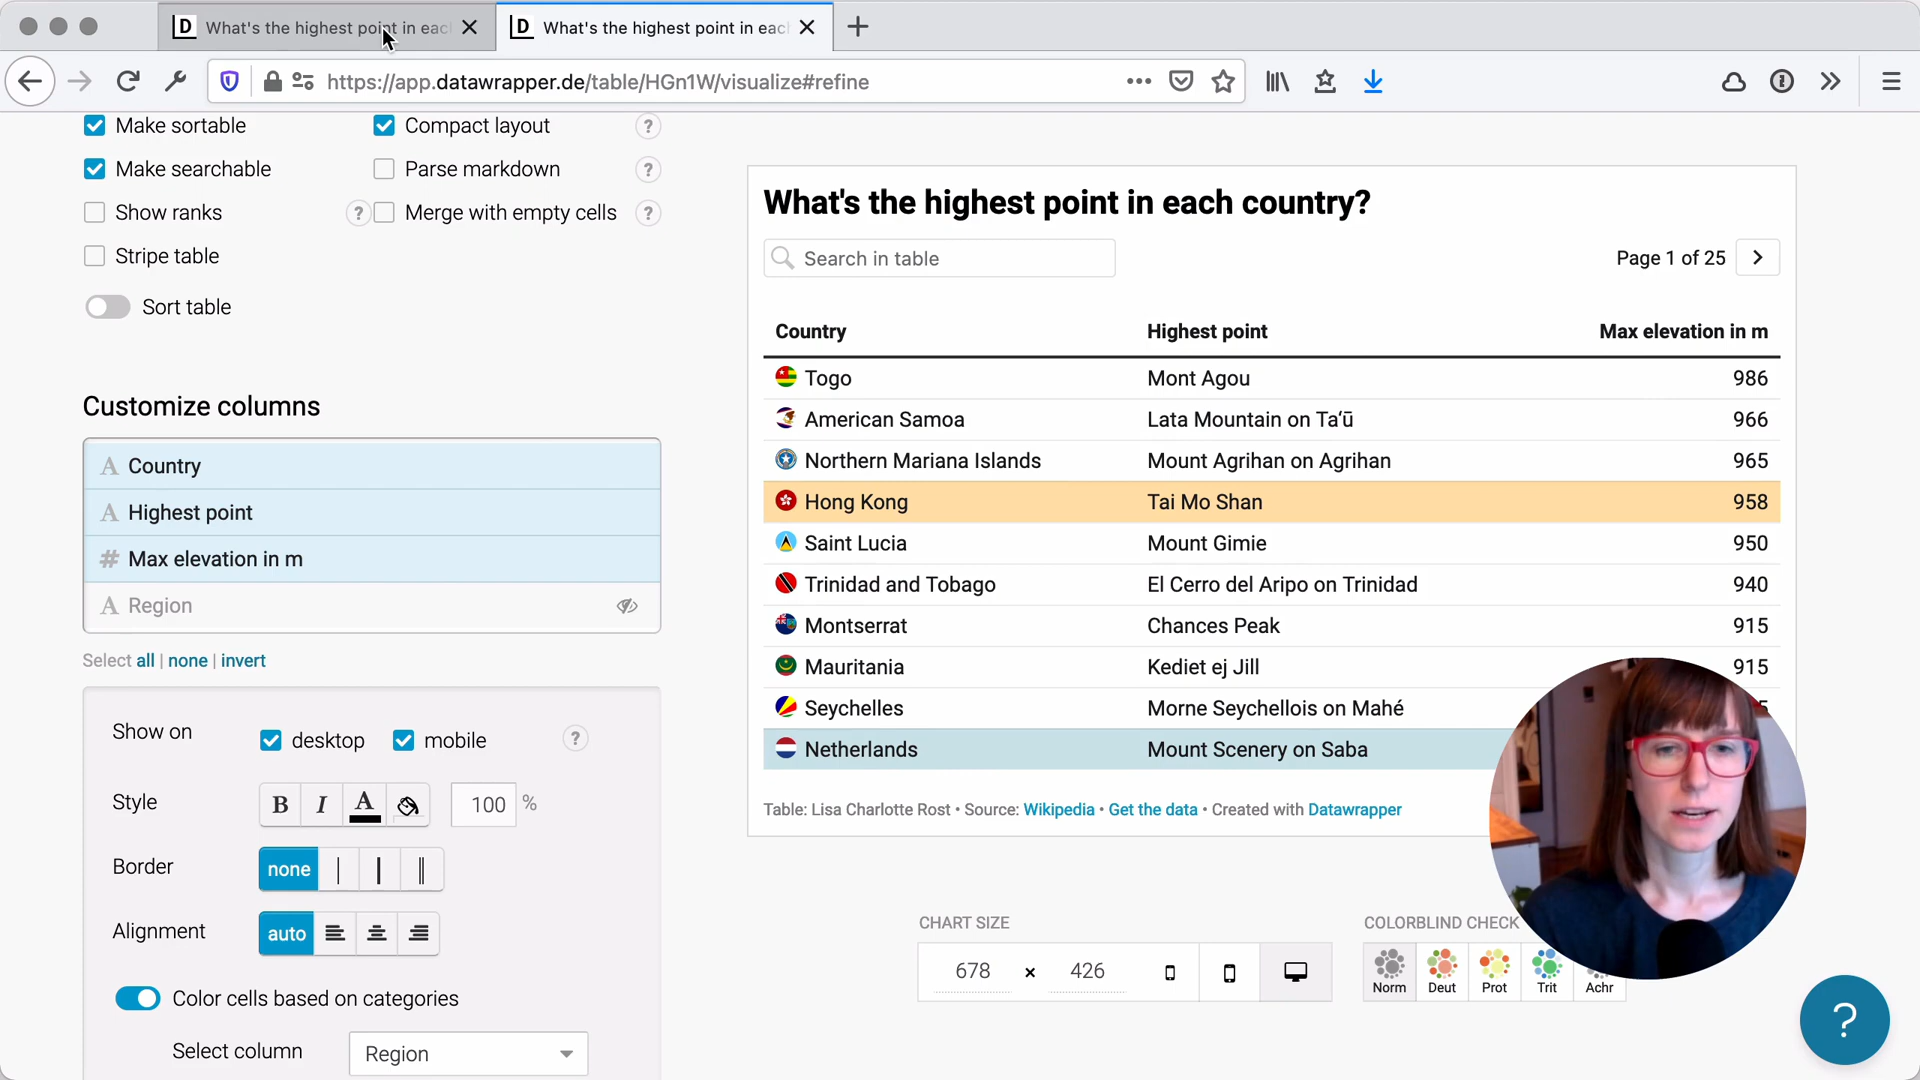 D What's the highest point in eac
D What's the highest point in eac
https://app.datawrapper.de/table/HGn1W/visualize#refine
Make sortable
Compact layout
?
Make searchable
Parse markdown
?
Show ranks
?
Merge with empty cells
?
Stripe table
Sort table
Customize columns
A Country
A Highest point
# Max elevation in m
A Region
Select all | none | invert
Show on
desktop
mobile
?
Style
B I A
100 %
Border
none
Alignment
auto
Color cells based on categories
Select column
Region
What's the highest point in each country?
Search in table
Page 1 of 25
Country Highest point Max elevation in m
Togo Mont Agou 986
American Samoa Lata Mountain on Ta‘ū 966
Northern Mariana Islands Mount Agrihan on Agrihan 965
Hong Kong Tai Mo Shan 958
Saint Lucia Mount Gimie 950
Trinidad and Tobago El Cerro del Aripo on Trinidad 940
Montserrat Chances Peak 915
Mauritania Kediet ej Jill 915
Seychelles Morne Seychellois on Mahé
Netherlands Mount Scenery on Saba
Table: Lisa Charlotte Rost • Source: Wikipedia • Get the data • Created with Datawrapper
CHART SIZE
678 × 426
COLORBLIND CHECK
Norm Deut Prot Trit Achr
?